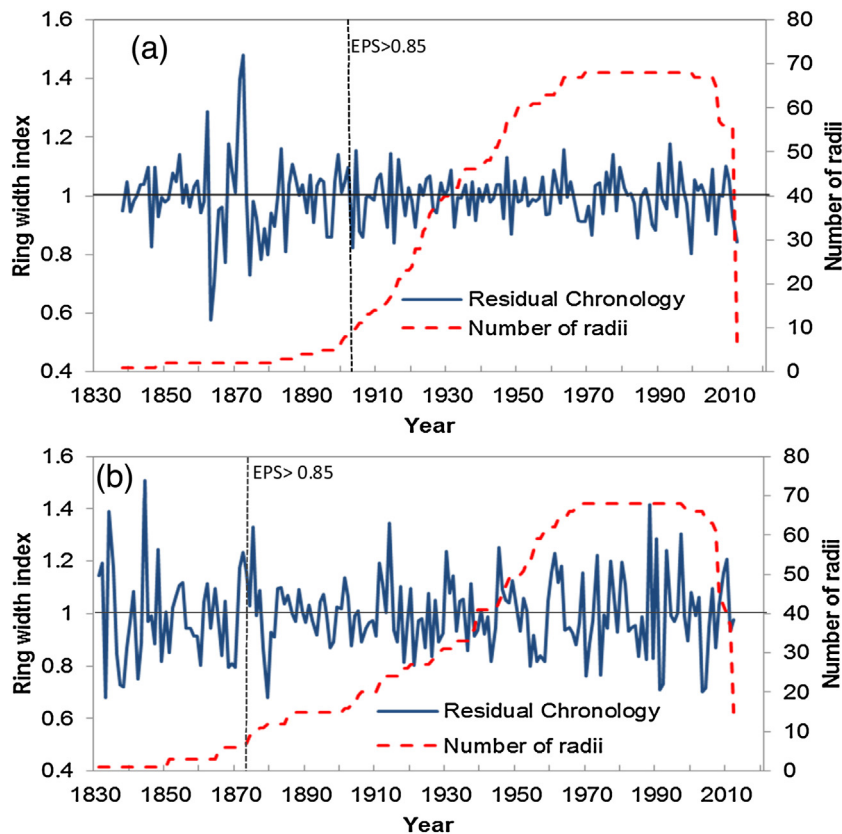 (a)
EPS>0.85
Ring width index
Number of radii
1.6
1.4
1.2
1
0.8
0.6
0.4
80
70
60
50
40
30
20
10
0
Residual Chronology
Number of radii
1830 1850 1870 1890 1910 1930 1950 1970 1990 2010
Year
(b)
EPS> 0.85
Ring width index
Number of radii
1.6
1.4
1.2
1
0.8
0.6
0.4
80
70
60
50
40
30
20
10
0
Residual Chronology
Number of radii
1830 1850 1870 1890 1910 1930 1950 1970 1990 2010
Year